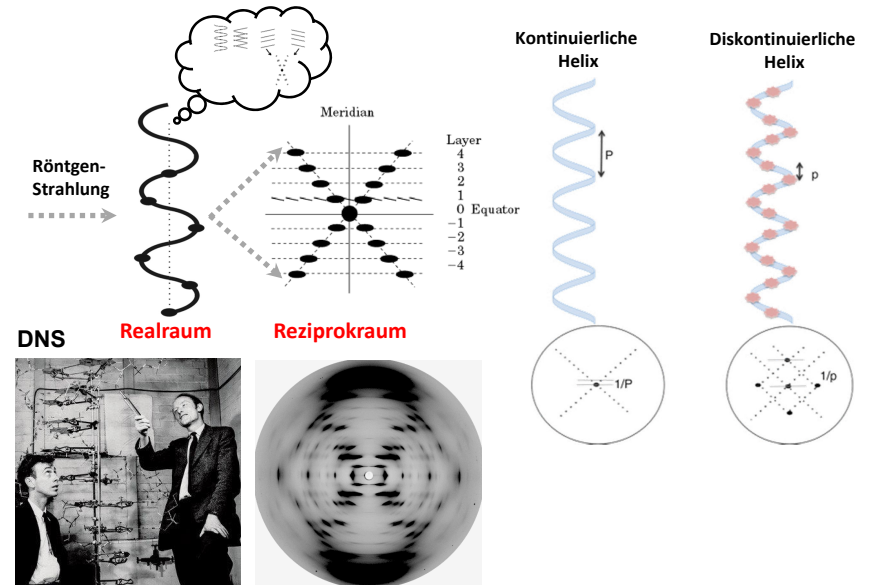 Kontinuierliche
Helix
Diskontinuierliche
Helix
Meridian
Röntgen-
Strahlung
Layer
4
3
2
1
0 Equator
−1
−2
−3
−4
P
p
Realraum
Reziprokraum
DNS
1/P
1/p